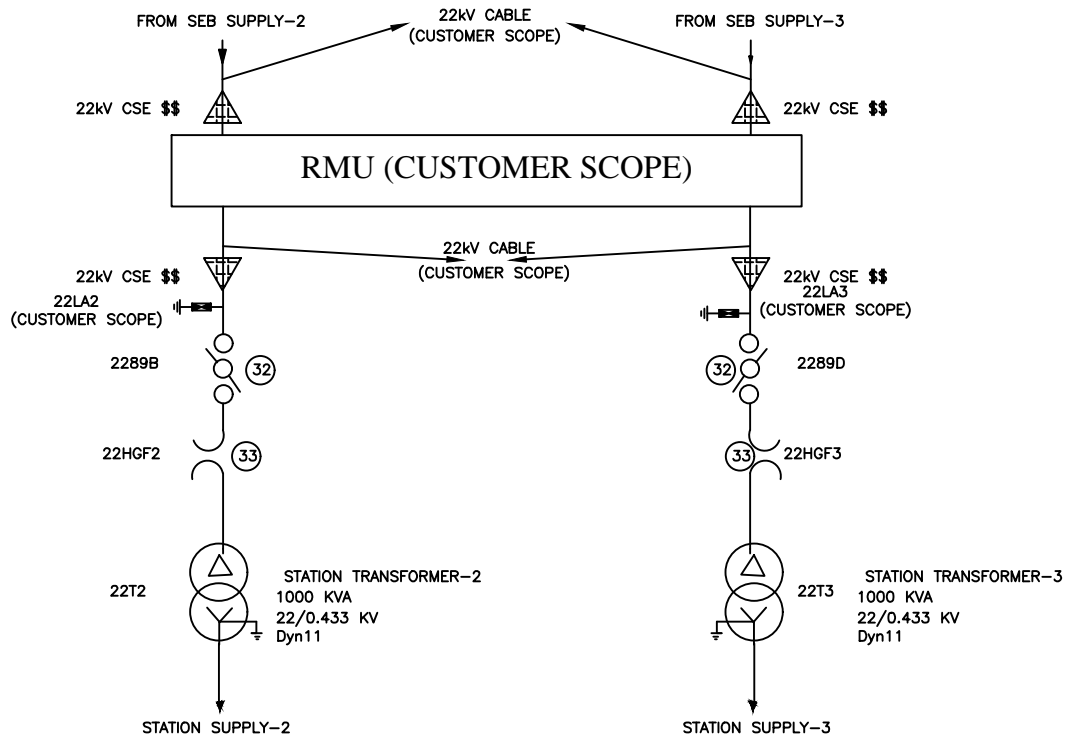 FROM SEB SUPPLY-2
22kV CABLE
(CUSTOMER SCOPE)
FROM SEB SUPPLY-3
22kV CSE $$
22kV CSE $$
RMU (CUSTOMER SCOPE)
22kV CABLE
(CUSTOMER SCOPE)
22kV CSE $$
22kV CSE $$
22LA2
(CUSTOMER SCOPE)
22LA3
(CUSTOMER SCOPE)
2289B
32
32
2289D
22HGF2
33
33
22HGF3
22T2
STATION TRANSFORMER-2
1000 KVA
22/0.433 KV
Dyn11
22T3
STATION TRANSFORMER-3
1000 KVA
22/0.433 KV
Dyn11
STATION SUPPLY-2
STATION SUPPLY-3